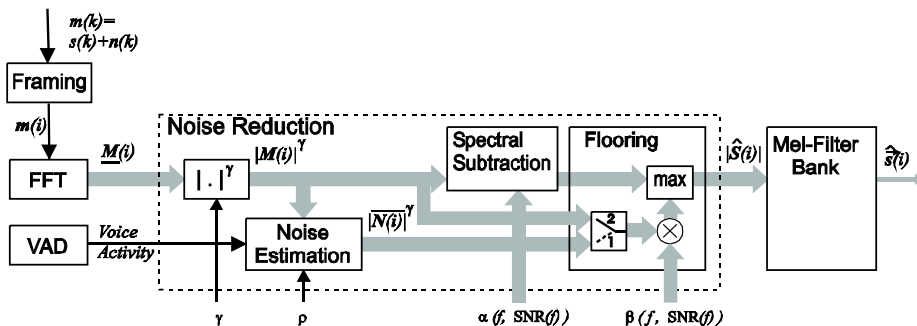 m(k)=
s(k)+n(k)
Framing
m(i)
Noise Reduction
M(i)
FFT
| . |^γ
|M(i)|^γ
Spectral
Subtraction
Flooring
max
|Ŝ(i)|
Mel-Filter
Bank
s̄̂(i)
VAD
Voice
Activity
Noise
Estimation
|N̅(̅i̅)̅|^γ
2
1
γ
ρ
α (f, SNR(f) )
β ( f , SNR(f) )